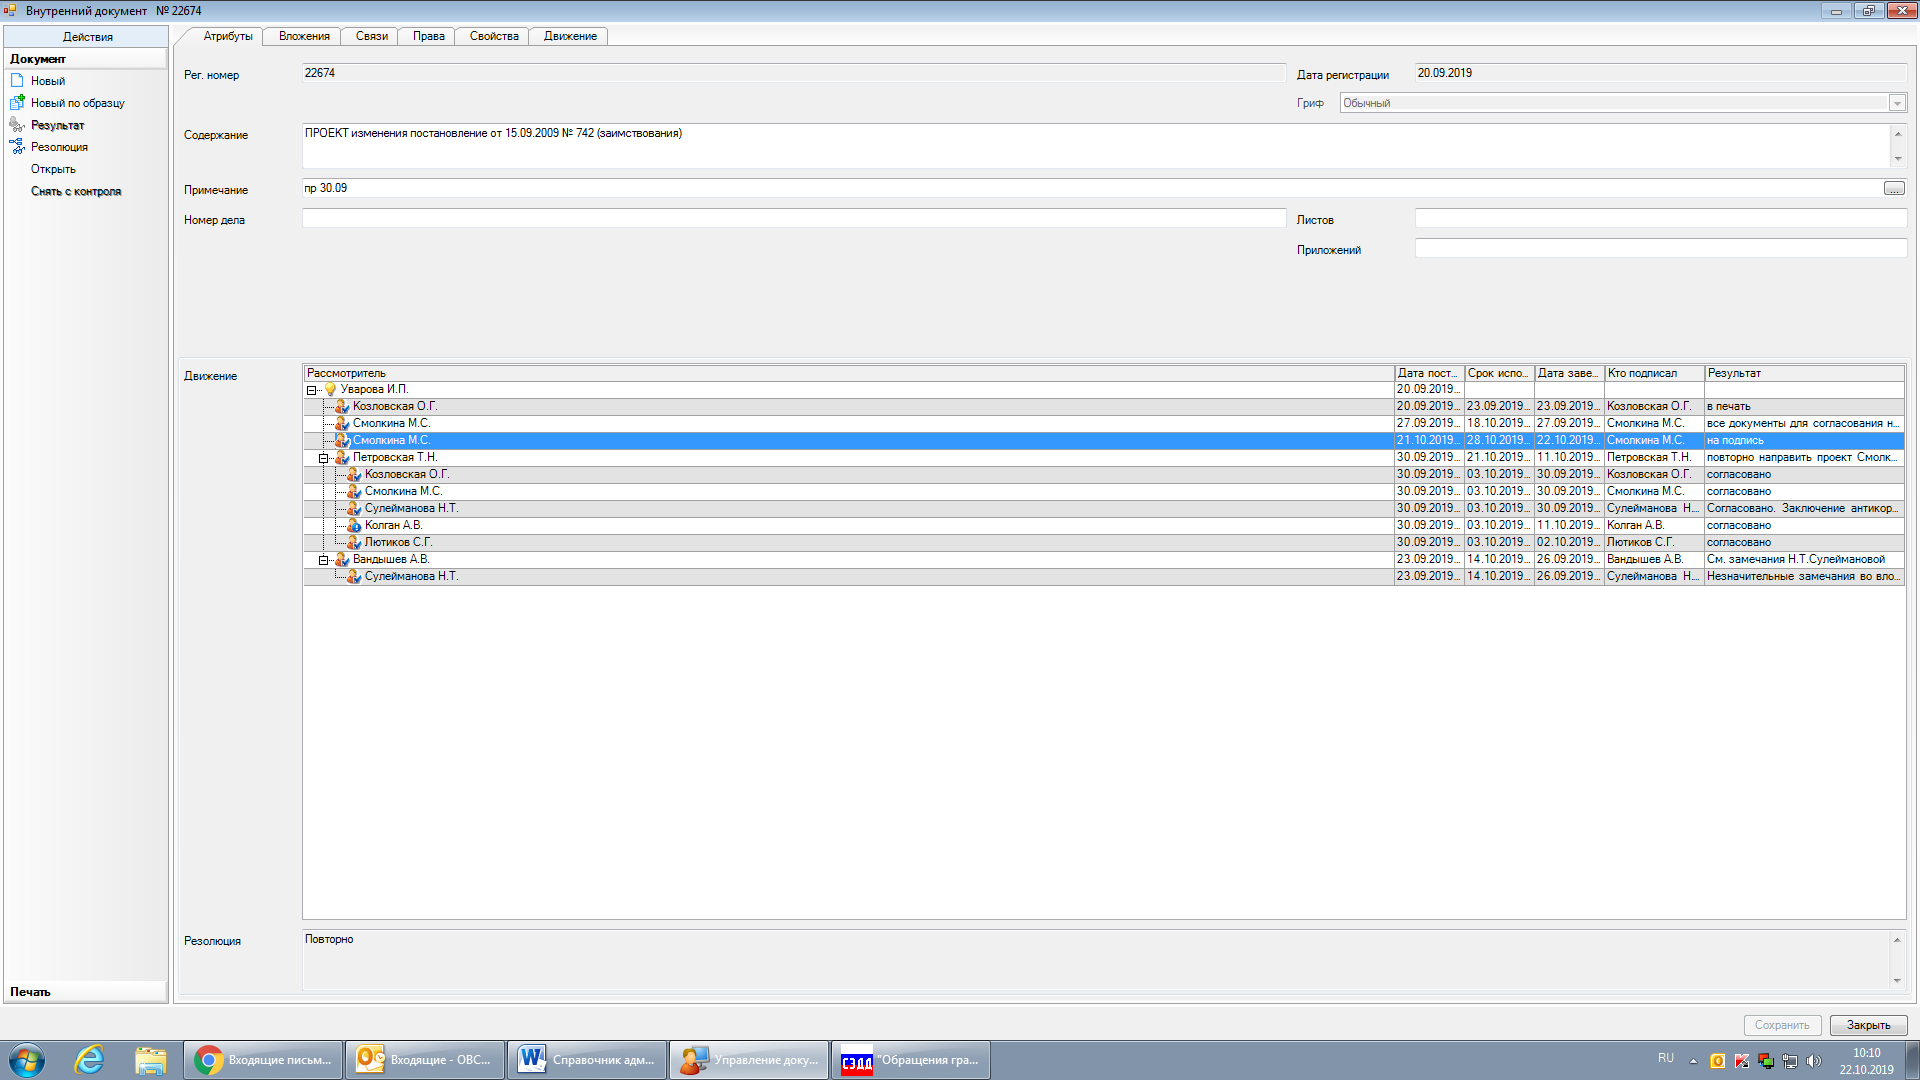 Внутренний документ № 22674
Действия
Документ
Новый
Новый по образцу
Результат
Резолюция
Открыть
Снять с контроля
Печать
Атрибуты Вложения Связи Права Свойства Движение
Рег. номер 22674 Дата регистрации 20.09.2019
Гриф Обычный
Содержание ПРОЕКТ изменения постановление от 15.09.2009 № 742 (заимствования)
Примечание пр 30.09 ...
Номер дела Листов
Приложений
Движение
Рассмотритель Дата пост... Срок испо... Дата заве... Кто подписал Результат
Уварова И.П. 20.09.2019...
Козловская О.Г. 20.09.2019... 23.09.2019... 23.09.2019... Козловская О.Г. в печать
Смолкина М.С. 27.09.2019... 18.10.2019... 27.09.2019... Смолкина М.С. все документы для согласования н...
Смолкина М.С. 21.10.2019... 28.10.2019... 22.10.2019... Смолкина М.С. на подпись
Петровская Т.Н. 30.09.2019... 21.10.2019... 11.10.2019... Петровская Т.Н. повторно направить проект Смолк...
Козловская О.Г. 30.09.2019... 03.10.2019... 30.09.2019... Козловская О.Г. согласовано
Смолкина М.С. 30.09.2019... 03.10.2019... 30.09.2019... Смолкина М.С. согласовано
Сулейманова Н.Т. 30.09.2019... 03.10.2019... 30.09.2019... Сулейманова Н... Согласовано. Заключение антикор...
Колган А.В. 30.09.2019... 03.10.2019... 11.10.2019... Колган А.В. согласовано
Лютиков С.Г. 30.09.2019... 03.10.2019... 02.10.2019... Лютиков С.Г. согласовано
Вандышев А.В. 23.09.2019... 14.10.2019... 26.09.2019... Вандышев А.В. См. замечания Н.Т.Сулеймановой
Сулейманова Н.Т. 23.09.2019... 14.10.2019... 26.09.2019... Сулейманова Н... Незначительные замечания во вло...
Резолюция Повторно
Сохранить Закрыть
Входящие письм... Входящие - ОВС... Справочник адм... Управление доку... СЭДД "Обращения гра... RU 10:10
22.10.2019